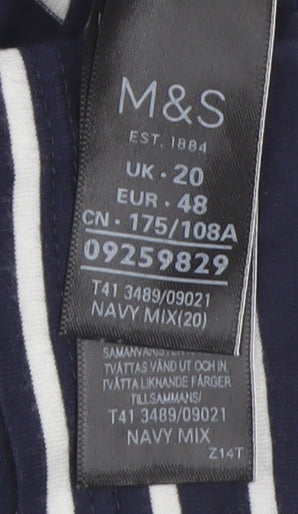 M&S
EST. 1884
UK • 20
EUR • 48
CN • 175/108A
09259829
T41 3489/09021
NAVY MIX(20)
TVÄTTAS VÄND UT OCH IN.
TVÄTTA LIKNANDE FÄRGER
TILLSAMMANS/
T41 3489/09021
NAVY MIX
Z14T